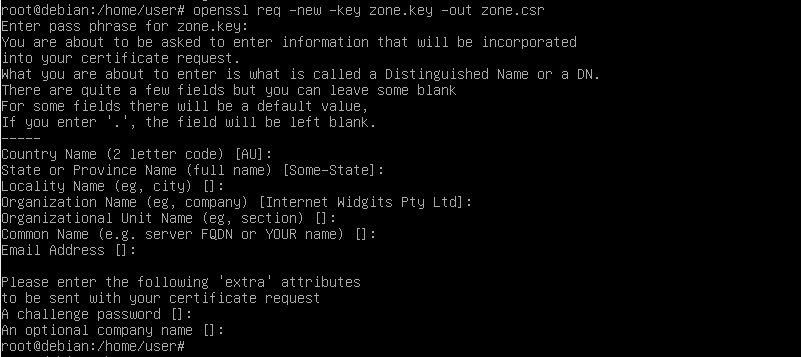 root@debian:/home/user# openssl req -new -key zone.key -out zone.csr
Enter pass phrase for zone.key:
You are about to be asked to enter information that will be incorporated
into your certificate request.
What you are about to enter is what is called a Distinguished Name or a DN.
There are quite a few fields but you can leave some blank
For some fields there will be a default value,
If you enter '.', the field will be left blank.
-----
Country Name (2 letter code) [AU]:
State or Province Name (full name) [Some-State]:
Locality Name (eg, city) []:
Organization Name (eg, company) [Internet Widgits Pty Ltd]:
Organizational Unit Name (eg, section) []:
Common Name (e.g. server FQDN or YOUR name) []:
Email Address []:
Please enter the following 'extra' attributes
to be sent with your certificate request
A challenge password []:
An optional company name []:
root@debian:/home/user#